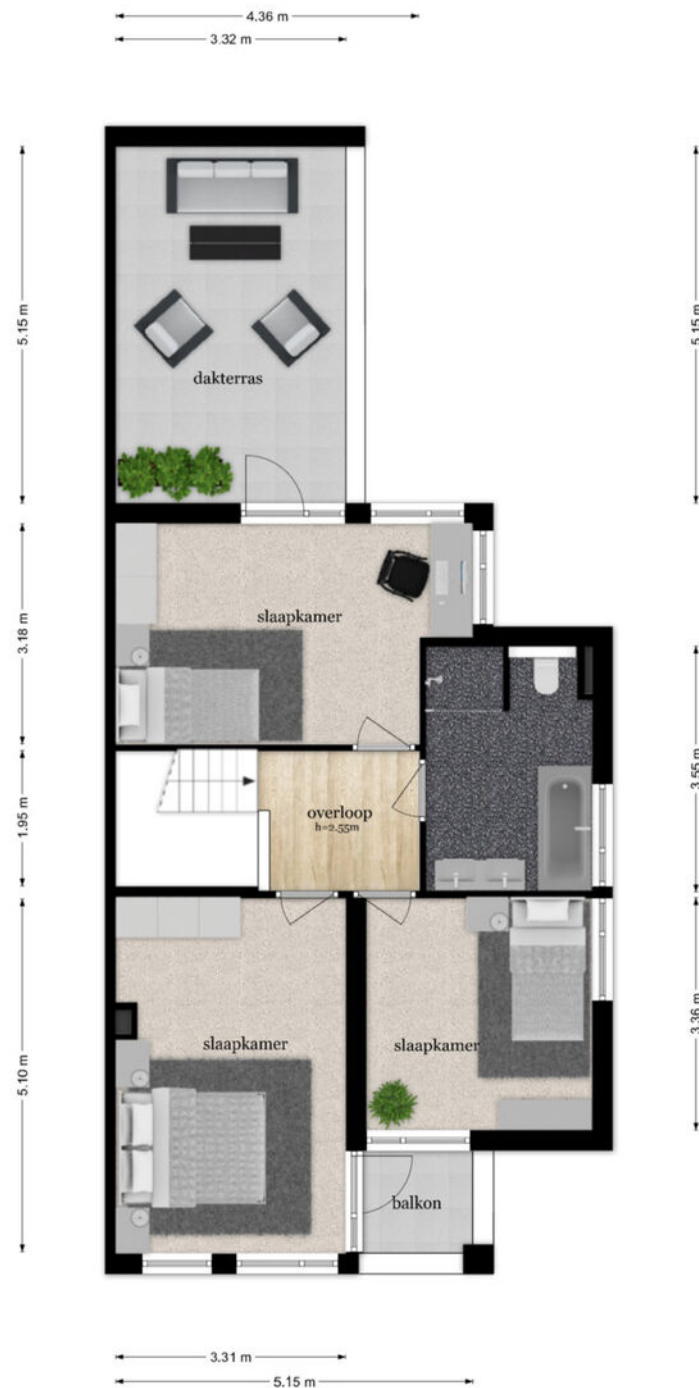 4.36 m
3.32 m
5.15 m
5.15 m
dakterras
3.18 m
slaapkamer
3.55 m
1.95 m
overloop
h=2.55m
5.10 m
3.36 m
slaapkamer
slaapkamer
balkon
3.31 m
5.15 m